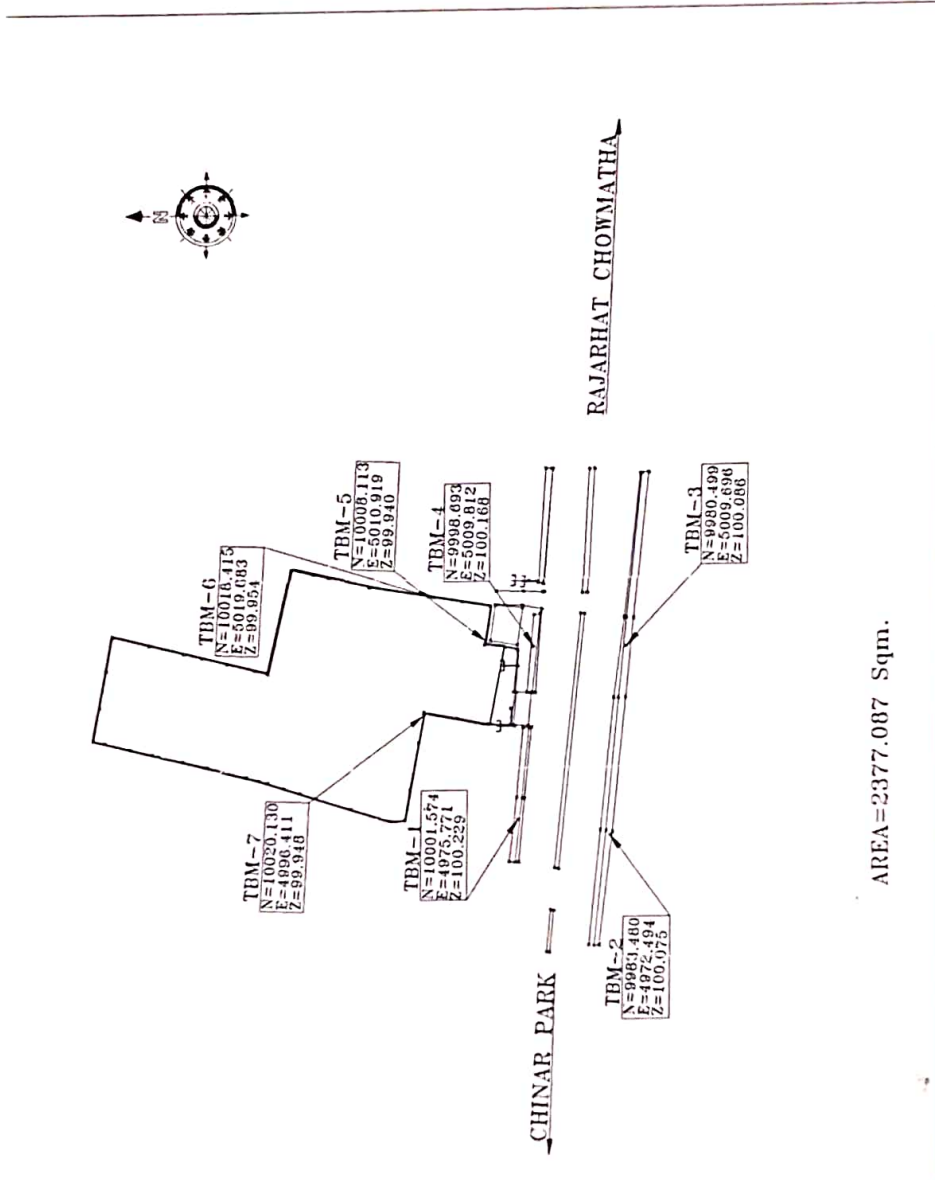 N
RAJARHAT CHOWMATHA
TBM-6
N=10018.415
E=5019.683
Z=99.954
TBM-5
N=10008.113
E=5010.919
Z=99.940
TBM-4
N=9998.693
E=5009.812
Z=100.168
TBM-3
N=9980.499
E=5009.696
Z=100.086
TBM-7
N=10020.130
E=4996.411
Z=99.948
TBM-1
N=10001.574
E=4975.771
Z=100.229
TBM-2
N=9983.480
E=4972.494
Z=100.075
CHINAR PARK
AREA=2377.087 Sqm.